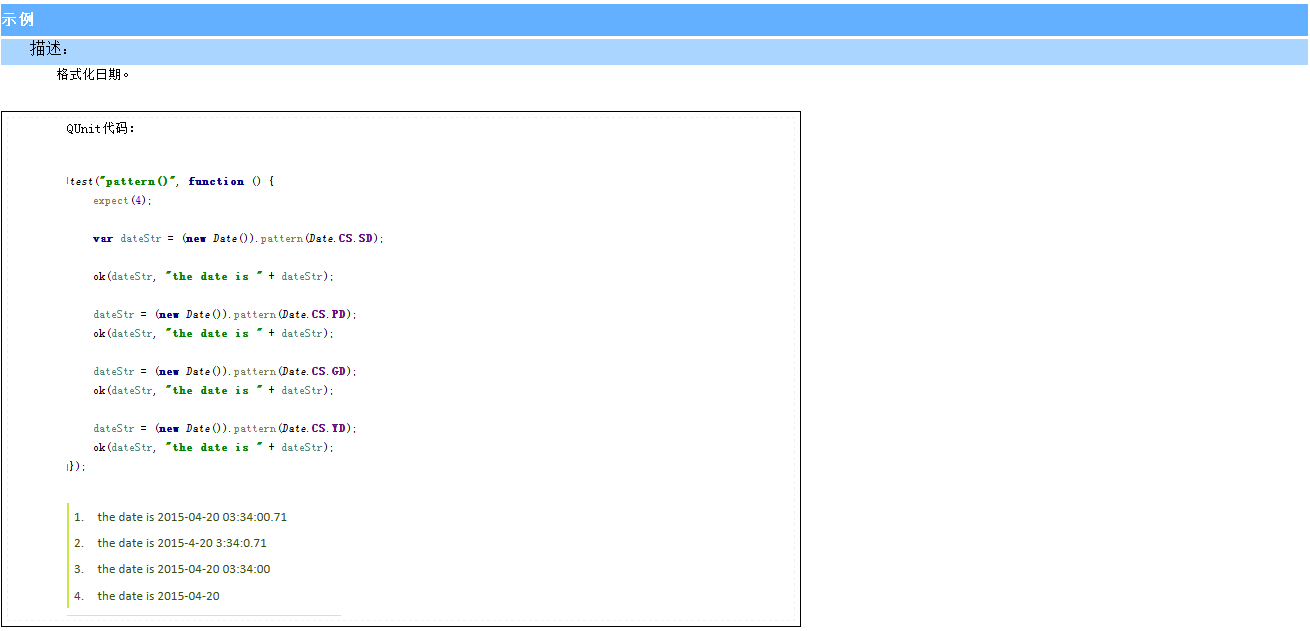 示例
描述：
格式化日期。
QUnit代码：
test("pattern()", function () {
expect(4);
var dateStr = (new Date()).pattern(Date.CS.SD);
ok(dateStr, "the date is " + dateStr);
dateStr = (new Date()).pattern(Date.CS.PD);
ok(dateStr, "the date is " + dateStr);
dateStr = (new Date()).pattern(Date.CS.GD);
ok(dateStr, "the date is " + dateStr);
dateStr = (new Date()).pattern(Date.CS.YD);
ok(dateStr, "the date is " + dateStr);
});
1. the date is 2015-04-20 03:34:00.71
2. the date is 2015-4-20 3:34:0.71
3. the date is 2015-04-20 03:34:00
4. the date is 2015-04-20